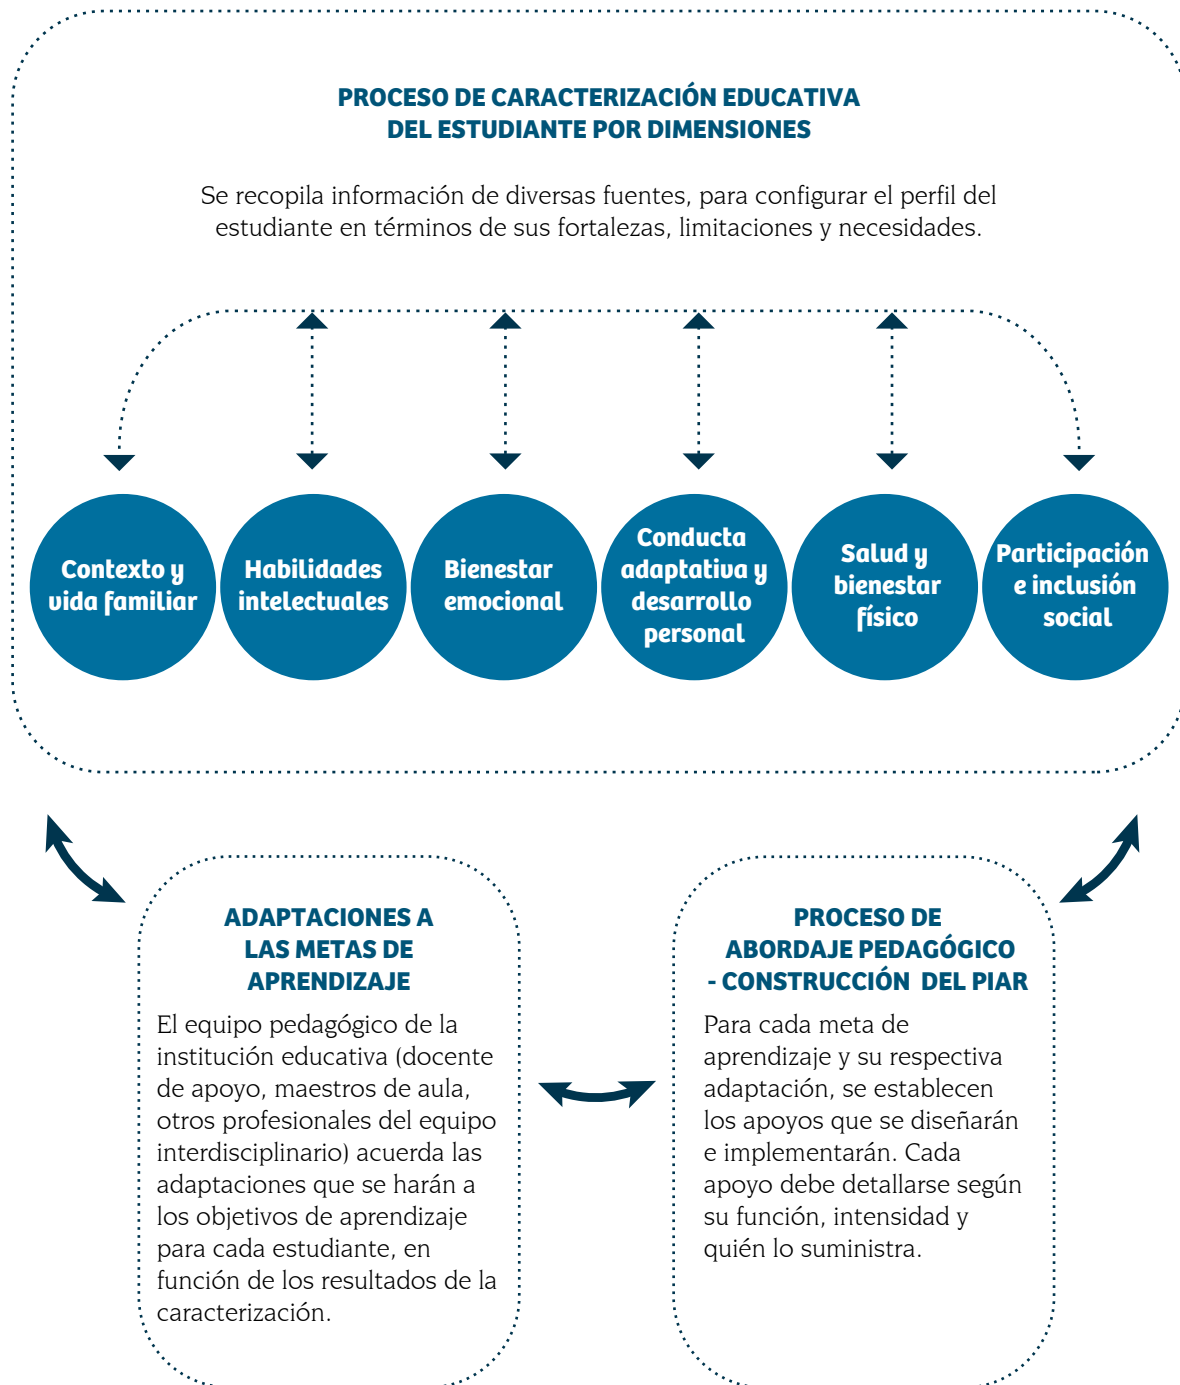 PROCESO DE CARACTERIZACIÓN EDUCATIVA
DEL ESTUDIANTE POR DIMENSIONES
Se recopila información de diversas fuentes, para configurar el perfil del
estudiante en términos de sus fortalezas, limitaciones y necesidades.
Contexto y
vida familiar
Habilidades
intelectuales
Bienestar
emocional
Conducta
adaptativa y
desarrollo
personal
Salud y
bienestar
físico
Participación
e inclusión
social
ADAPTACIONES A
LAS METAS DE
APRENDIZAJE
El equipo pedagógico de la
institución educativa (docente
de apoyo, maestros de aula,
otros profesionales del equipo
interdisciplinario) acuerda las
adaptaciones que se harán a
los objetivos de aprendizaje
para cada estudiante, en
función de los resultados de la
caracterización.
PROCESO DE
ABORDAJE PEDAGÓGICO
- CONSTRUCCIÓN DEL PIAR
Para cada meta de
aprendizaje y su respectiva
adaptación, se establecen
los apoyos que se diseñarán
e implementarán. Cada
apoyo debe detallarse según
su función, intensidad y
quién lo suministra.